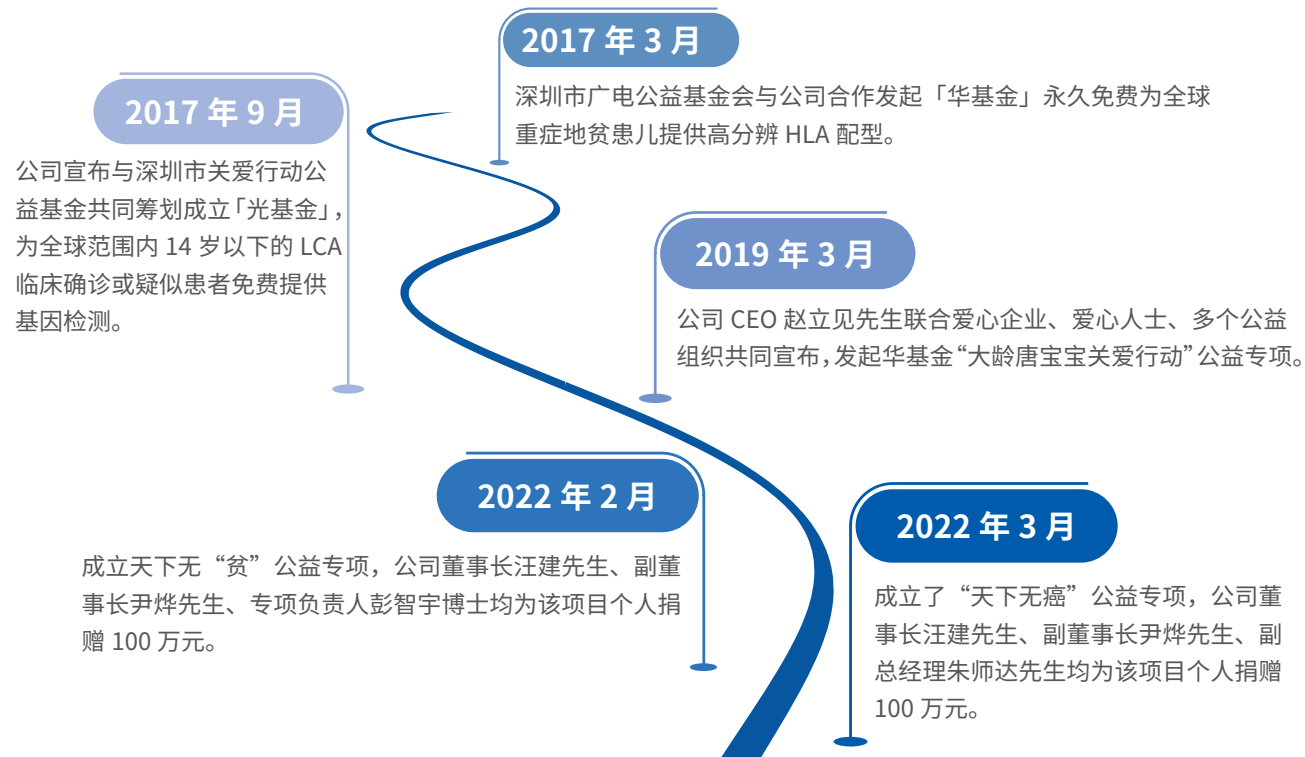 2017 年 3 月
深圳市广电公益基金会与公司合作发起「华基金」永久免费为全球
重症地贫患儿提供高分辨 HLA 配型。
2017 年 9 月
公司宣布与深圳市关爱行动公
益基金共同筹划成立「光基金」，
为全球范围内 14 岁以下的 LCA
临床确诊或疑似患者免费提供
基因检测。
2019 年 3 月
公司 CEO 赵立见先生联合爱心企业、爱心人士、多个公益
组织共同宣布，发起华基金“大龄唐宝宝关爱行动”公益专项。
2022 年 2 月
成立天下无“贫”公益专项，公司董事长汪建先生、副董
事长尹烨先生、专项负责人彭智宇博士均为该项目个人捐
赠 100 万元。
2022 年 3 月
成立了“天下无癌”公益专项，公司董
事长汪建先生、副董事长尹烨先生、副
总经理朱师达先生均为该项目个人捐赠
100 万元。